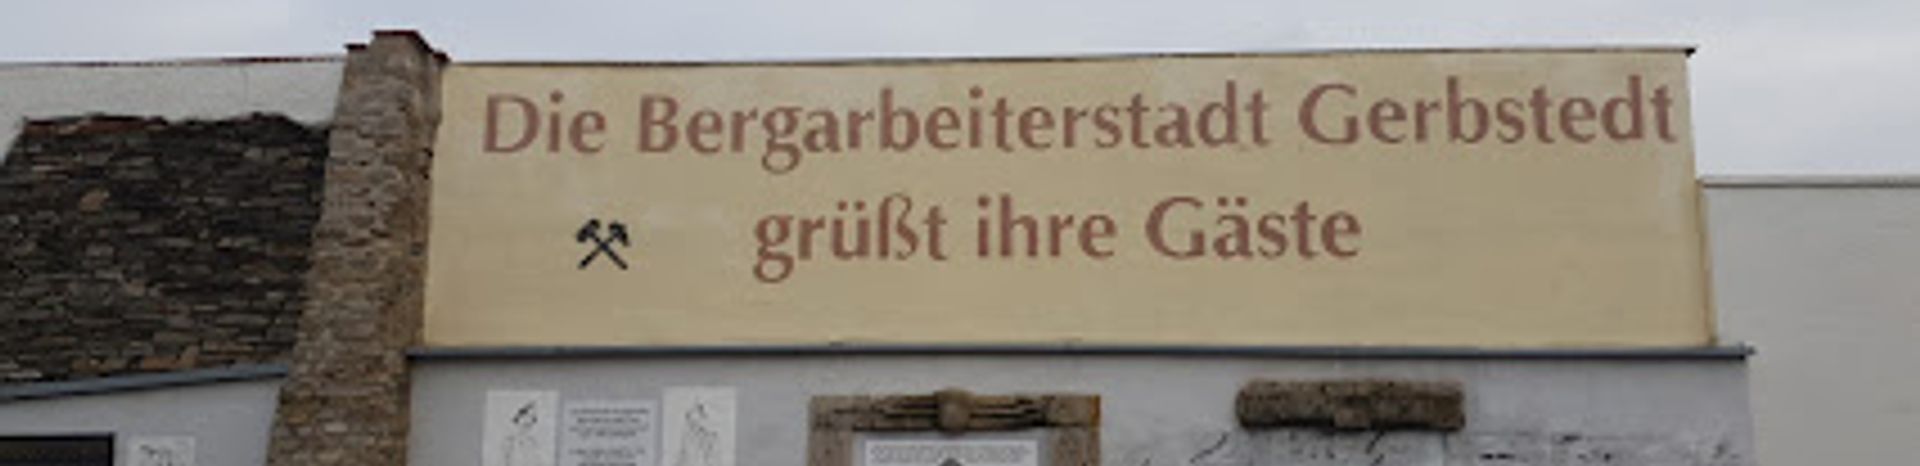 Die Bergarbeiterstadt Gerbstedt
grüßt ihre Gäste